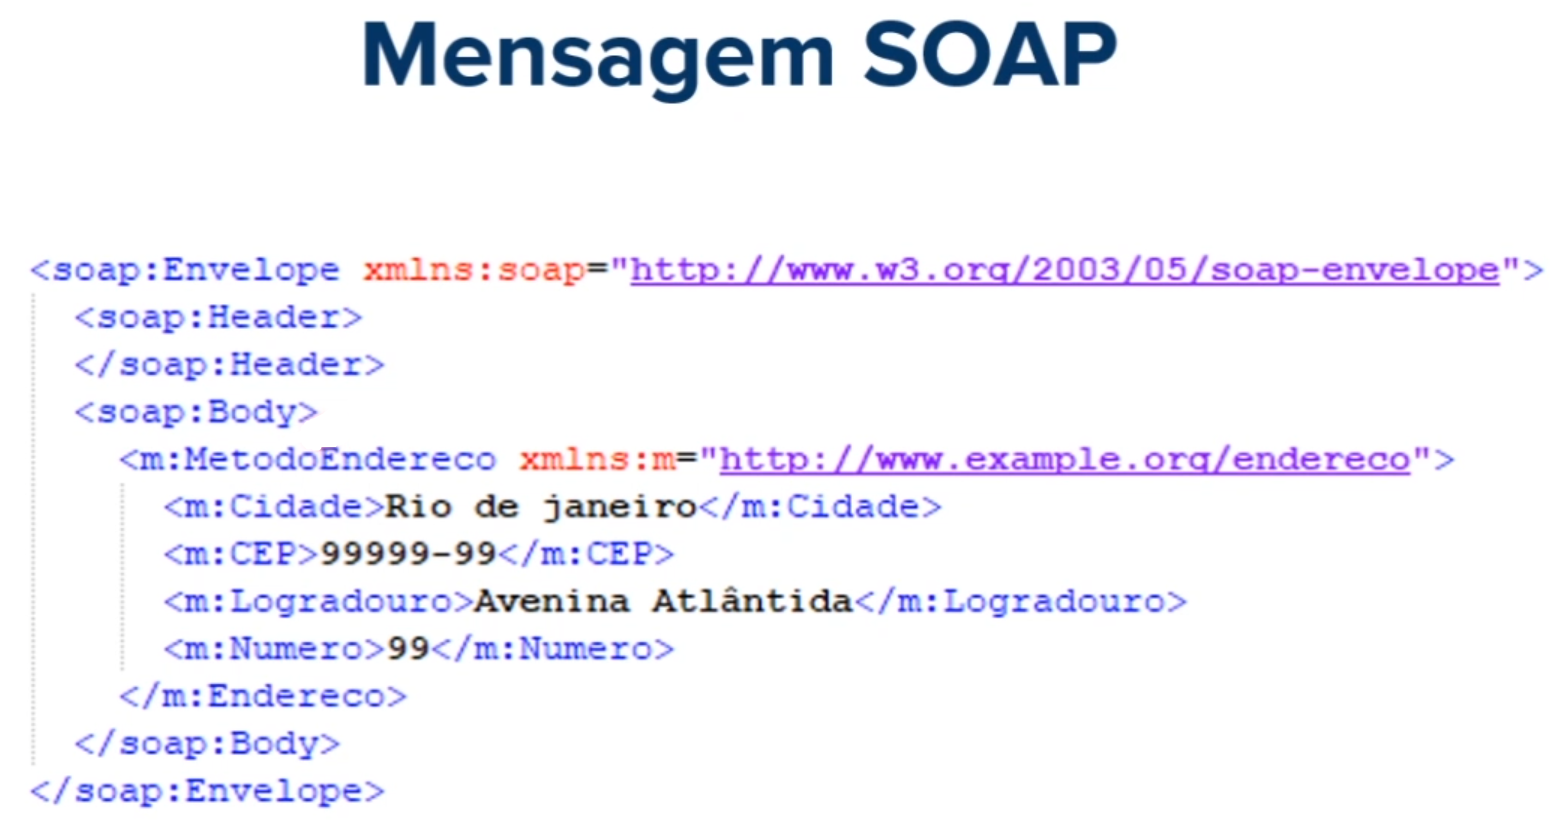 Mensagem SOAP
<soap:Envelope xmlns:soap="http://www.w3.org/2003/05/soap-envelope">
<soap:Header>
</soap:Header>
<soap:Body>
<m:MetodoEndereco xmlns:m="http://www.example.org/endereco">
<m:Cidade>Rio de janeiro</m:Cidade>
<m:CEP>99999-99</m:CEP>
<m:Logradouro>Avenina Atlântida</m:Logradouro>
<m:Numero>99</m:Numero>
</m:Endereco>
</soap:Body>
</soap:Envelope>